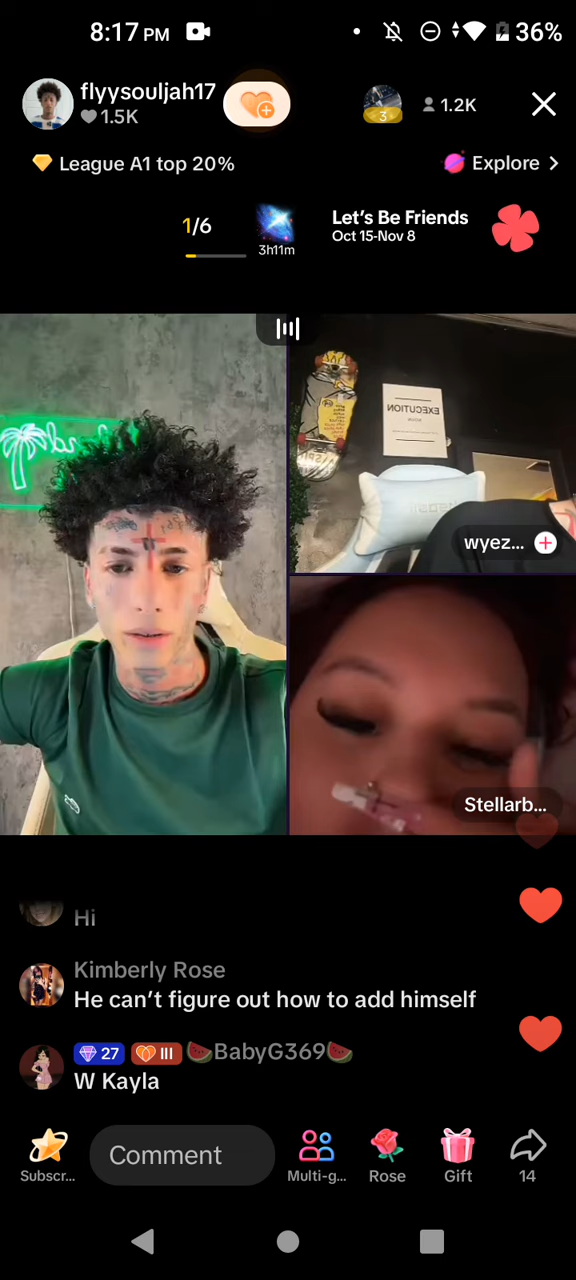 8:17 PM
36%
flyysouljah17
1.5K
3
1.2K
League A1 top 20%
Explore >
1/6
3h11m
Let's Be Friends
Oct 15-Nov 8
EXECUTION
wyez...
Stellarb...
Hi
Kimberly Rose
He can't figure out how to add himself
27 III 🍉BabyG369🍉
W Kayla
Subscr...
Comment
Multi-g...
Rose
Gift
14